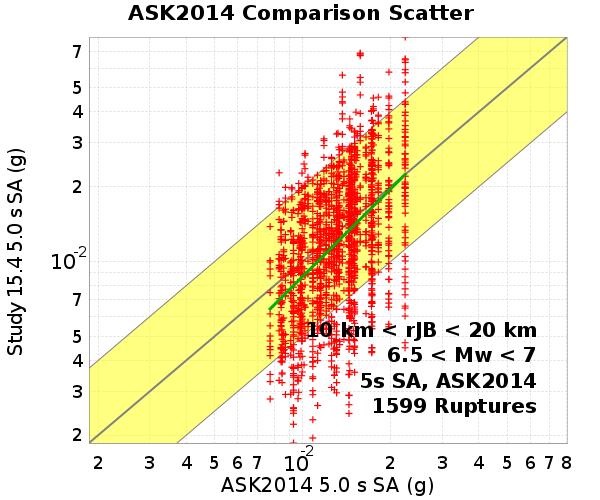 ASK2014 Comparison Scatter
Study 15.4 5.0 s SA (g)
7
5
4
3
2
10-2
7
5
4
3
2
10 km < rJB < 20 km
6.5 < Mw < 7
5s SA, ASK2014
1599 Ruptures
2 3 4 5 6 7 10-2 2 3 4 5 6 7 8
ASK2014 5.0 s SA (g)